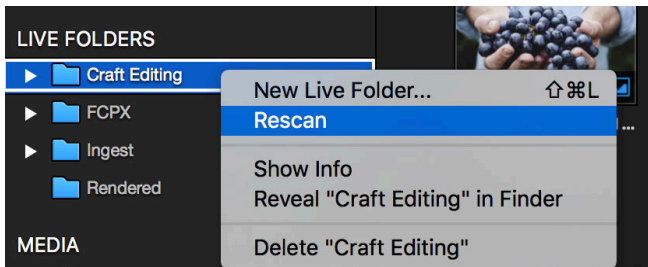 LIVE FOLDERS
Craft Editing
FCPX
Ingest
Rendered
MEDIA
New Live Folder... ⇧⌘L
Rescan
Show Info
Reveal "Craft Editing" in Finder
Delete "Craft Editing"